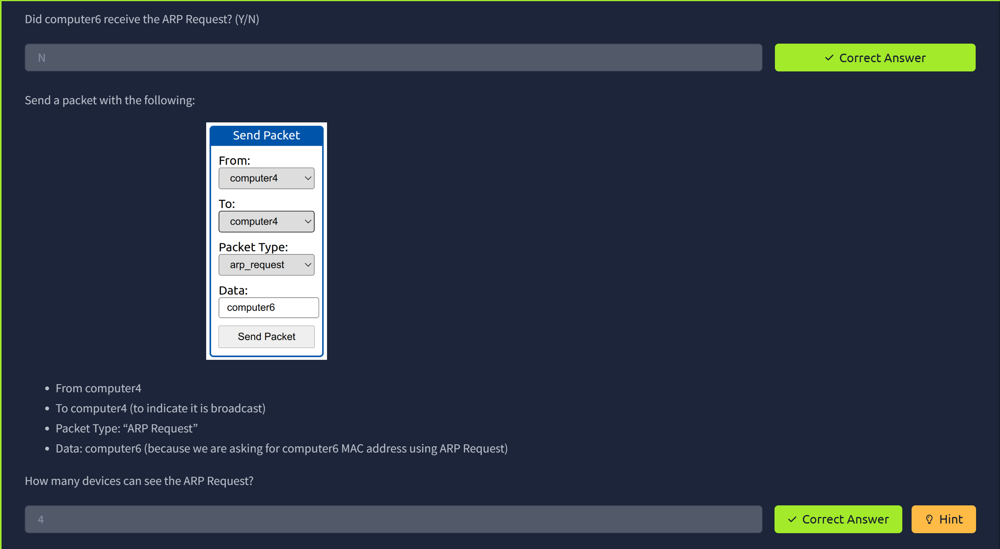 Did computer6 receive the ARP Request? (Y/N)
N
Correct Answer
Send a packet with the following:
Send Packet
From:
computer4
To:
computer4
Packet Type:
arp_request
Data:
computer6
Send Packet
From computer4
To computer4 (to indicate it is broadcast)
Packet Type: “ARP Request”
Data: computer6 (because we are asking for computer6 MAC address using ARP Request)
How many devices can see the ARP Request?
4
Correct Answer
Hint